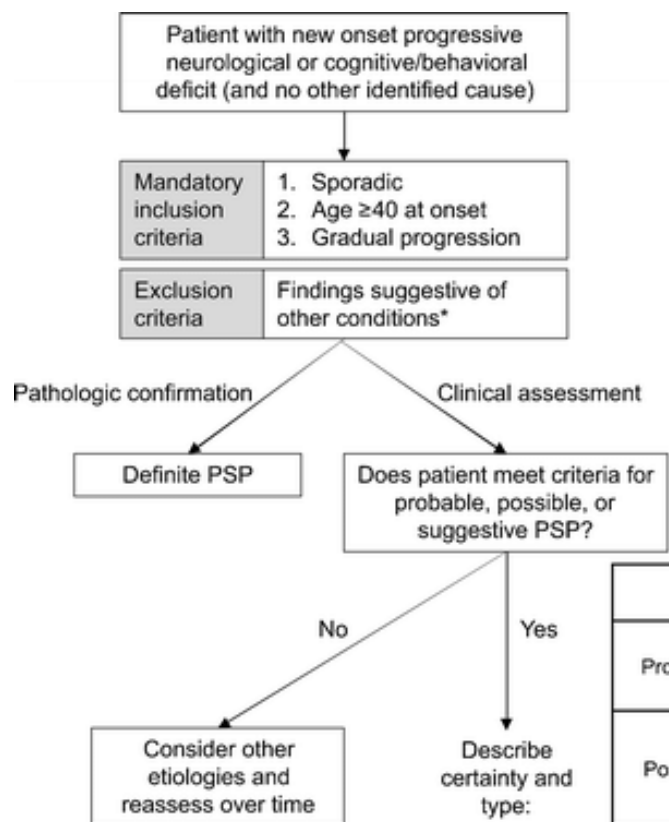 Patient with new onset progressive
neurological or cognitive/behavioral
deficit (and no other identified cause)
Mandatory
inclusion
criteria
1. Sporadic
2. Age ≥40 at onset
3. Gradual progression
Exclusion
criteria
Findings suggestive of
other conditions*
Pathologic confirmation
Clinical assessment
Definite PSP
Does patient meet criteria for
probable, possible, or
suggestive PSP?
No
Yes
Consider other
etiologies and
reassess over time
Describe
certainty and
type: